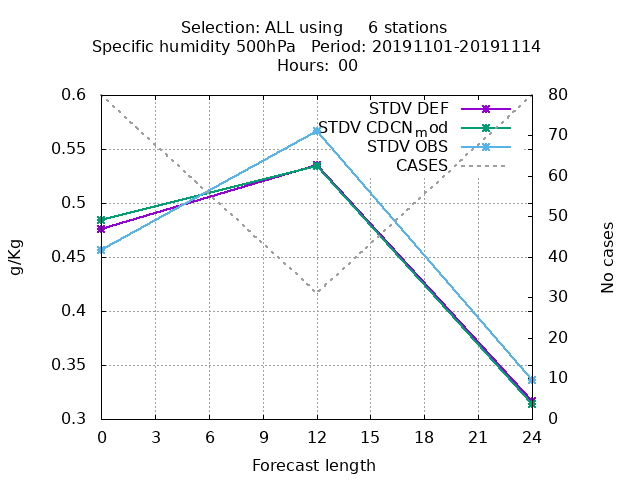 Selection: ALL using     6 stations
Specific humidity 500hPa   Period: 20191101-20191114
Hours: 00
0.6
0.55
0.5
0.45
0.4
0.35
0.3
g/Kg
80
70
60
50
40
30
20
10
0
No cases
STDV DEF
STDV CDCN_mod
STDV OBS
CASES
0 3 6 9 12 15 18 21 24
Forecast length